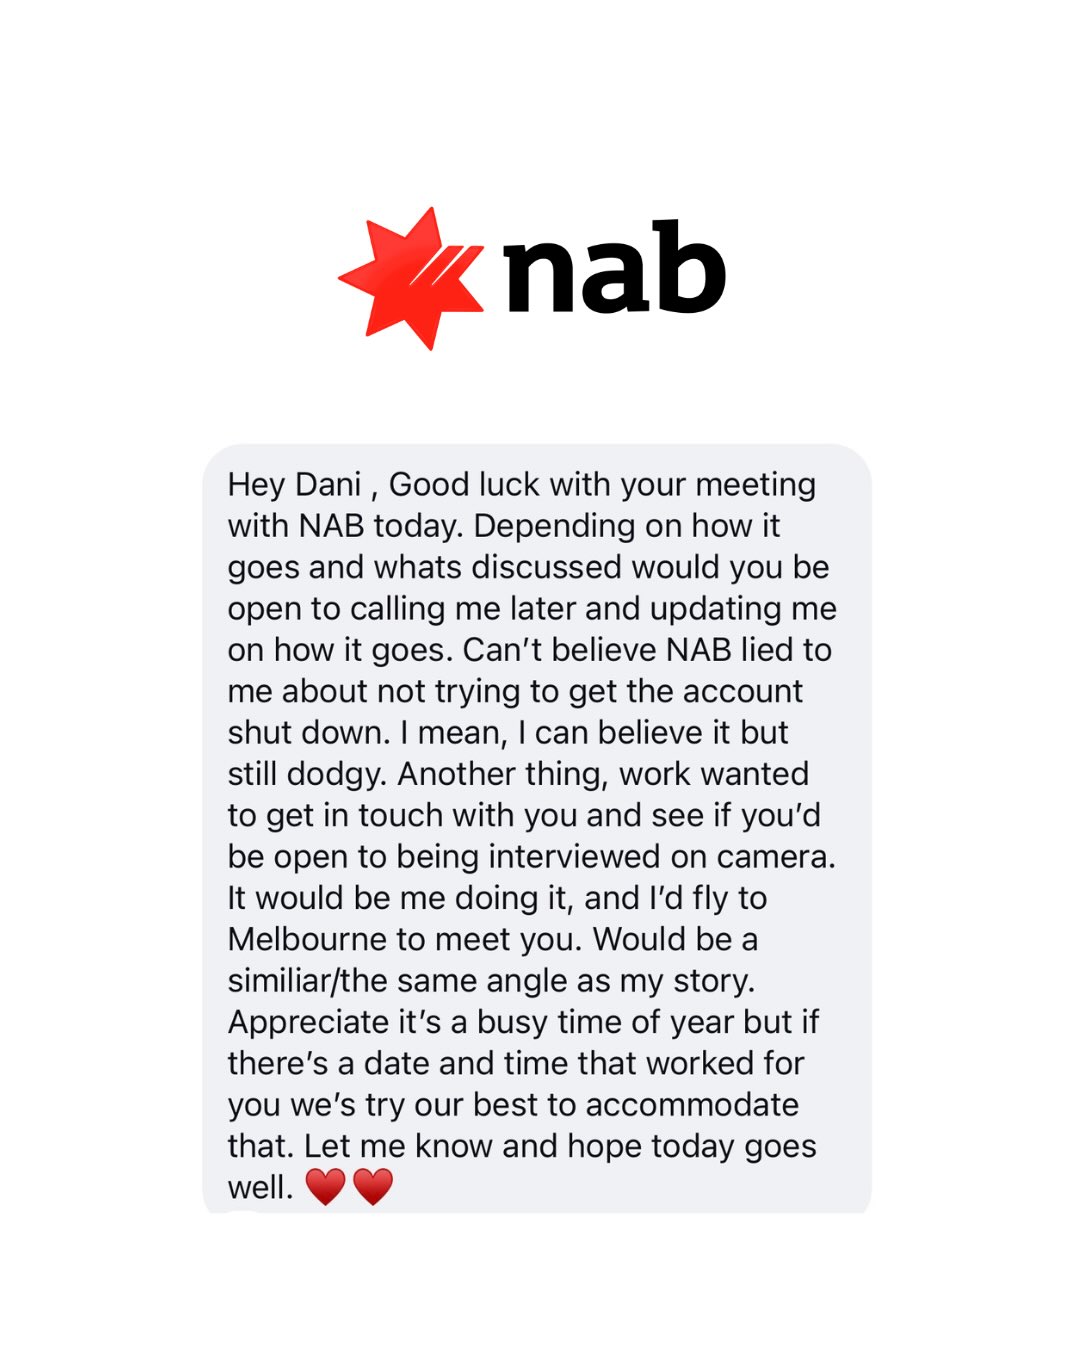 nab
Hey Dani , Good luck with your meeting
with NAB today. Depending on how it
goes and whats discussed would you be
open to calling me later and updating me
on how it goes. Can’t believe NAB lied to
me about not trying to get the account
shut down. I mean, I can believe it but
still dodgy. Another thing, work wanted
to get in touch with you and see if you’d
be open to being interviewed on camera.
It would be me doing it, and I’d fly to
Melbourne to meet you. Would be a
similiar/the same angle as my story.
Appreciate it’s a busy time of year but if
there’s a date and time that worked for
you we’s try our best to accommodate
that. Let me know and hope today goes
well. ♥️♥️